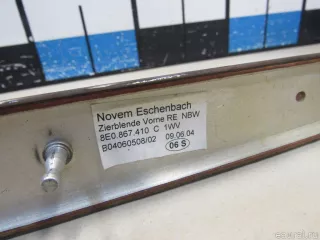 Novem Eschenbach
Zierblende Vorne RE NBW
8E0.867.410 C 1WV
B04060508/02 09.06.04
06 S